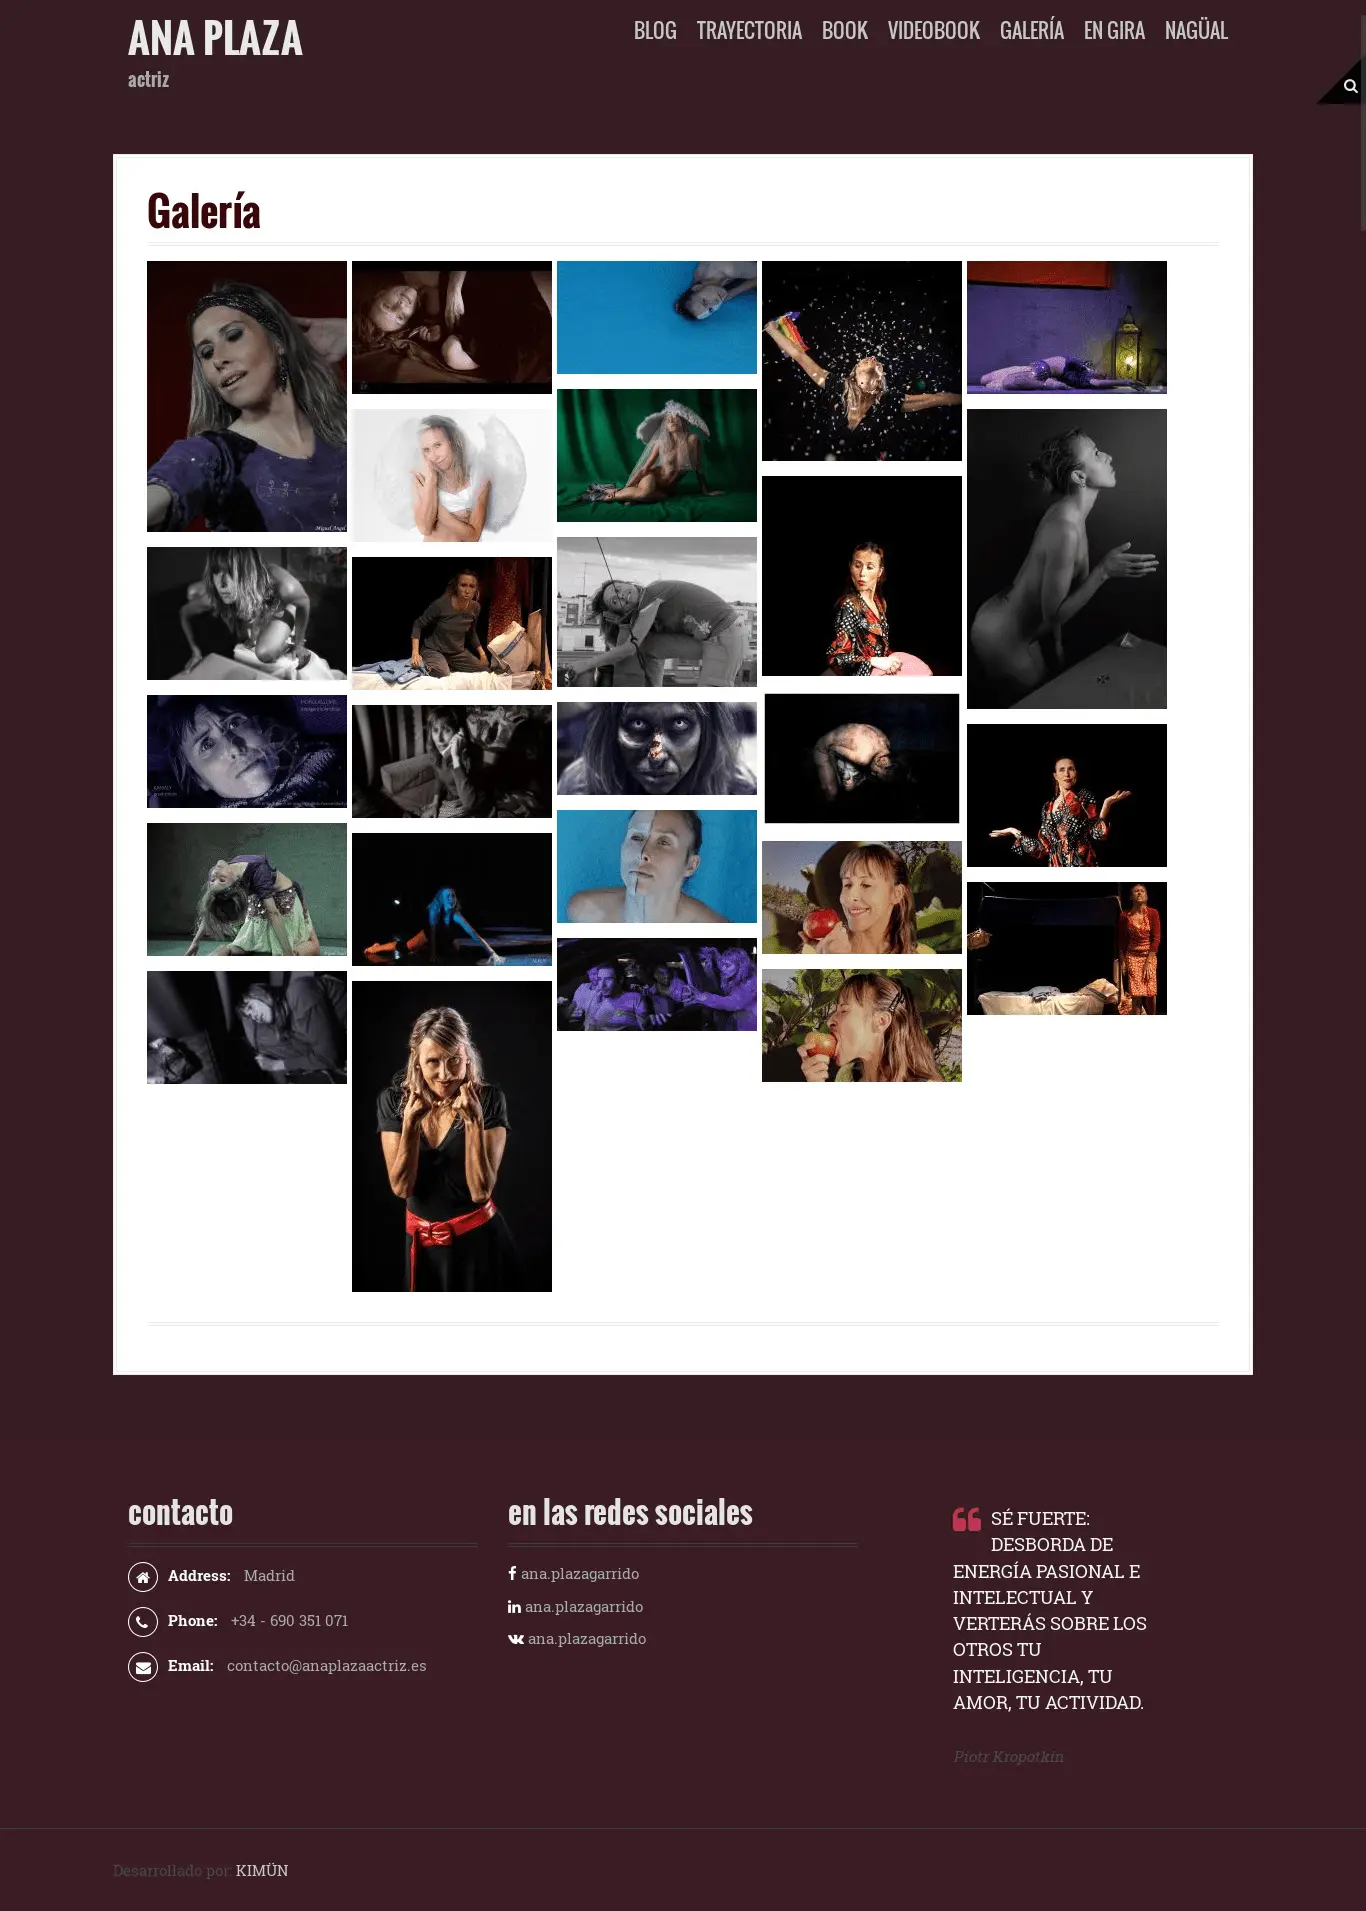 ANA PLAZA
actriz
BLOG TRAYECTORIA BOOK VIDEOBOOK GALERÍA EN GIRA NAGÜAL
Galería
Miguel Angel
contacto
Address: Madrid
Phone: +34 - 690 351 071
Email: contacto@anaplazaactriz.es
en las redes sociales
ana.plazagarrido
ana.plazagarrido
ana.plazagarrido
SÉ FUERTE:
DESBORDA DE
ENERGÍA PASIONAL E
INTELECTUAL Y
VERTERÁS SOBRE LOS
OTROS TU
INTELIGENCIA, TU
AMOR, TU ACTIVIDAD.
Piotr Kropotkin
Desarrollado por: KIMÜN